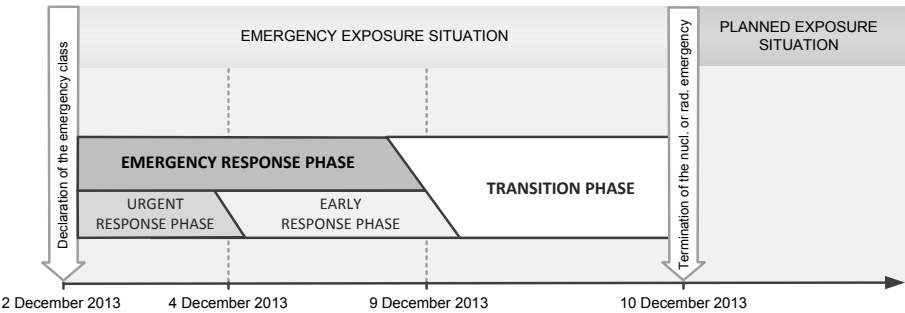 EMERGENCY EXPOSURE SITUATION
PLANNED EXPOSURE
SITUATION
Declaration of the emergency class
Termination of the nucl. or rad. emergency
EMERGENCY RESPONSE PHASE
TRANSITION PHASE
URGENT
RESPONSE PHASE
EARLY
RESPONSE PHASE
2 December 2013
4 December 2013
9 December 2013
10 December 2013